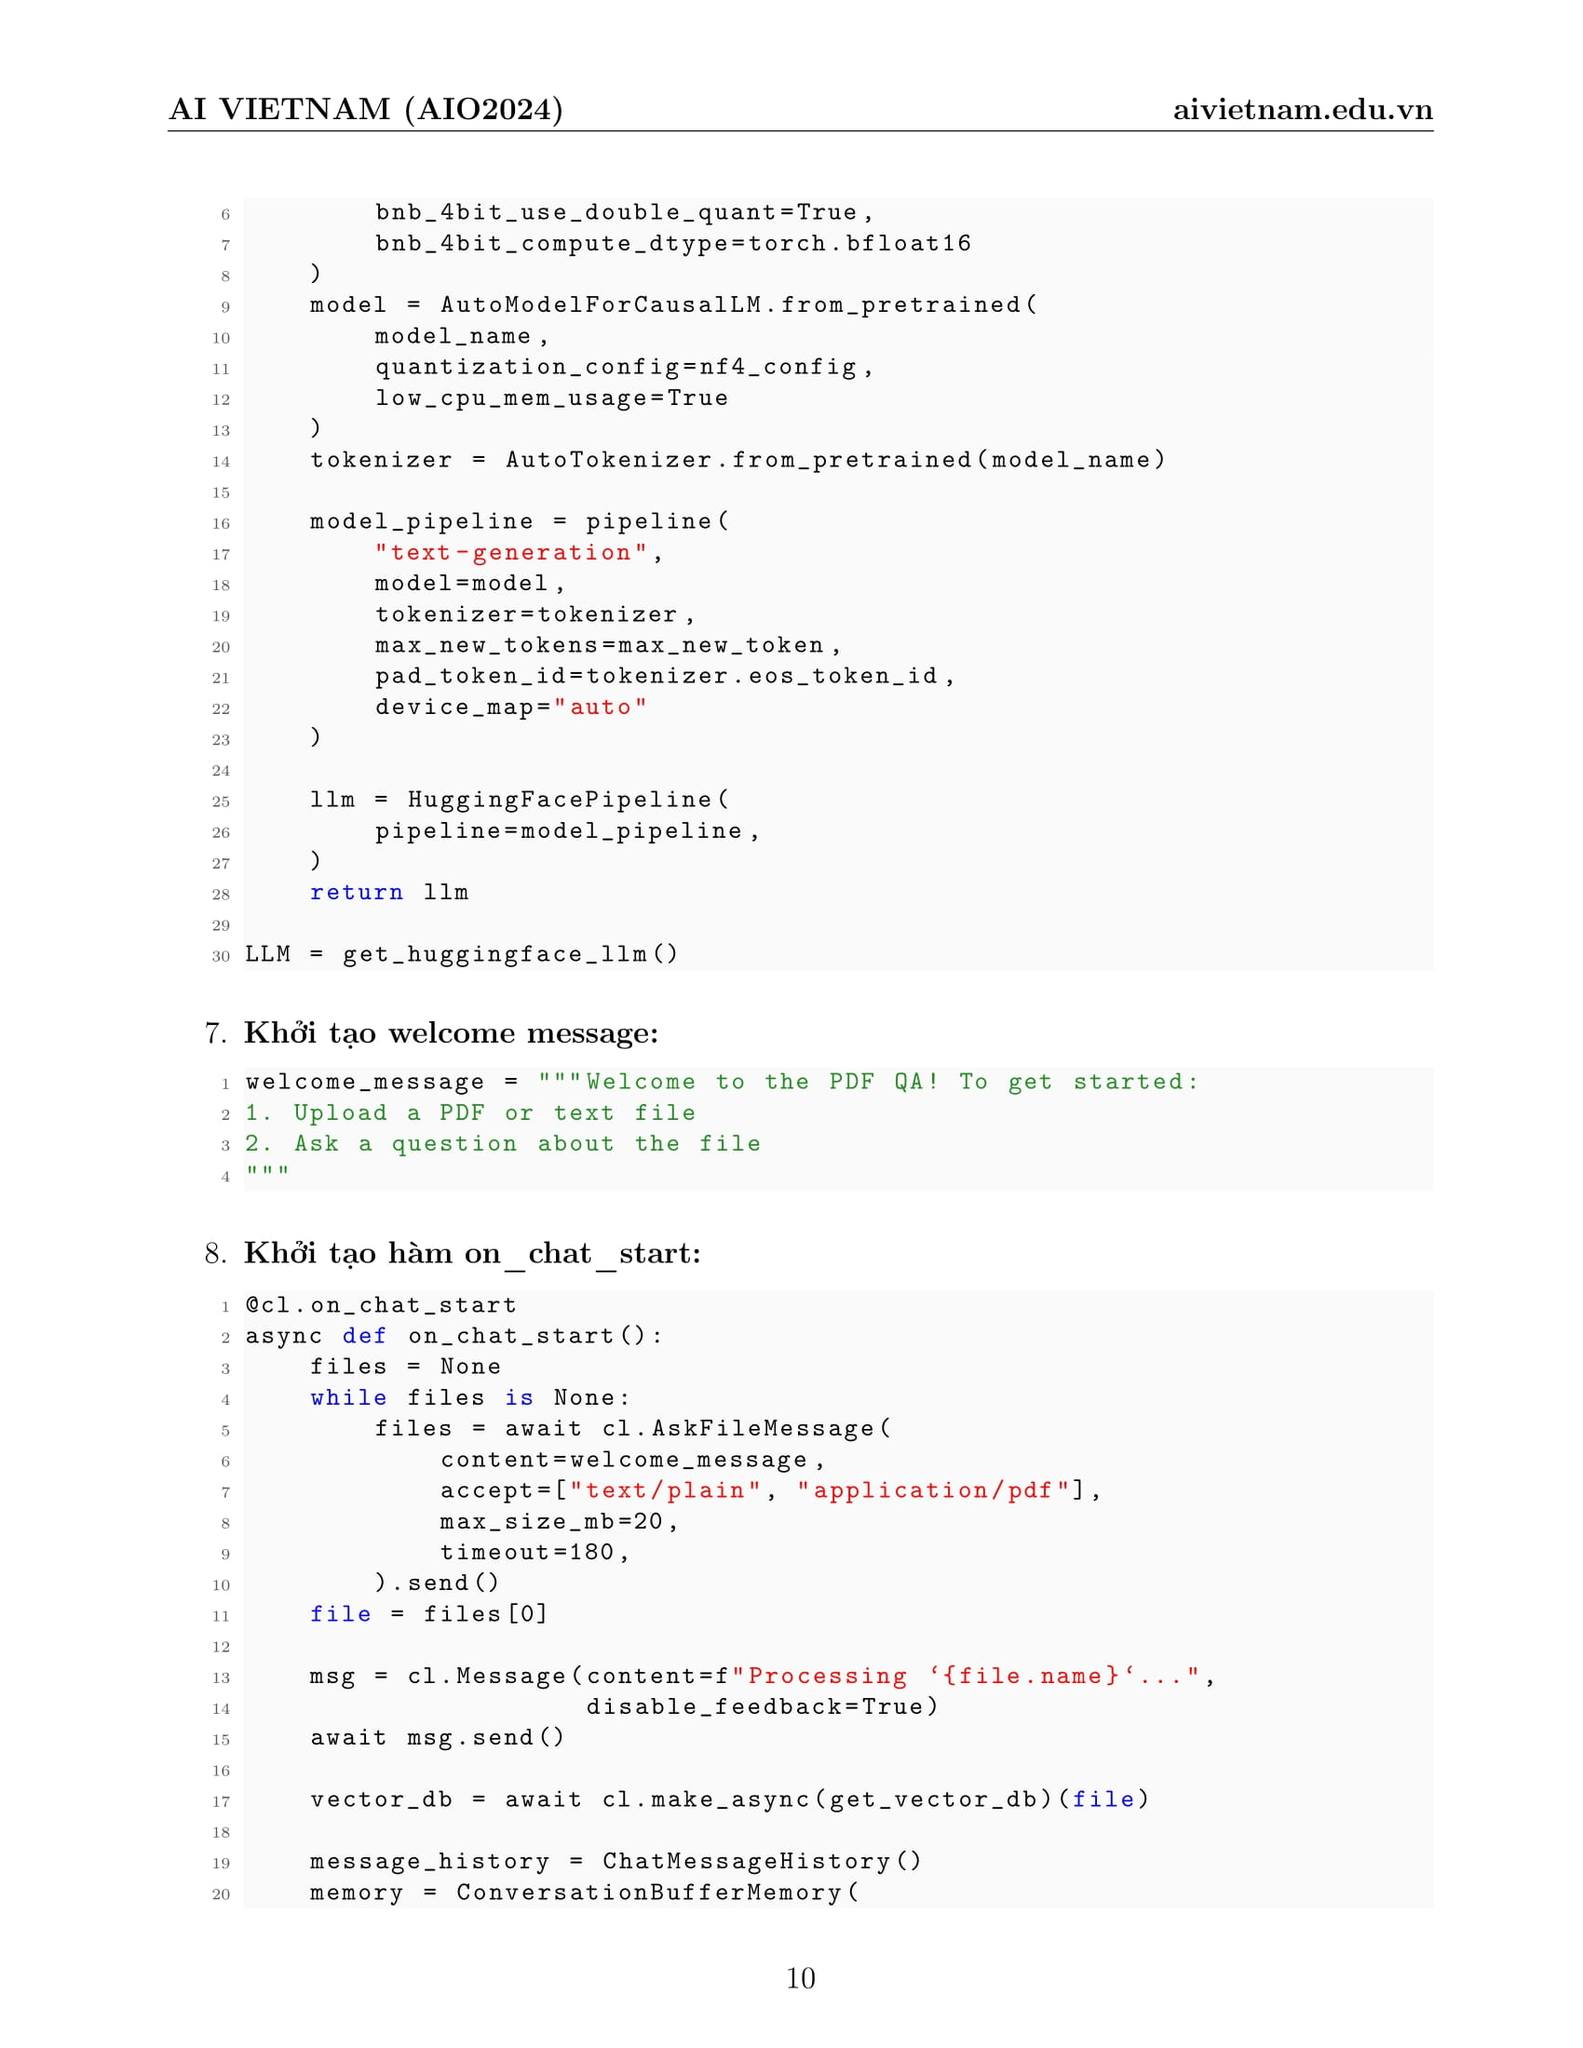 AI VIETNAM (AIO2024) aivietnam.edu.vn
6 bnb_4bit_use_double_quant=True,
7 bnb_4bit_compute_dtype=torch.bfloat16
8 )
9 model = AutoModelForCausalLM.from_pretrained(
10 model_name,
11 quantization_config=nf4_config,
12 low_cpu_mem_usage=True
13 )
14 tokenizer = AutoTokenizer.from_pretrained(model_name)
15
16 model_pipeline = pipeline(
17 "text-generation",
18 model=model,
19 tokenizer=tokenizer,
20 max_new_tokens=max_new_token,
21 pad_token_id=tokenizer.eos_token_id,
22 device_map="auto"
23 )
24
25 llm = HuggingFacePipeline(
26 pipeline=model_pipeline,
27 )
28 return llm
29
30 LLM = get_huggingface_llm()
7. Khởi tạo welcome message:
1 welcome_message = """Welcome to the PDF QA! To get started:
2 1. Upload a PDF or text file
3 2. Ask a question about the file
4 """
8. Khởi tạo hàm on_chat_start:
1 @cl.on_chat_start
2 async def on_chat_start():
3 files = None
4 while files is None:
5 files = await cl.AskFileMessage(
6 content=welcome_message,
7 accept=["text/plain", "application/pdf"],
8 max_size_mb=20,
9 timeout=180,
10 ).send()
11 file = files[0]
12
13 msg = cl.Message(content=f"Processing ‘{file.name}‘...",
14 disable_feedback=True)
15 await msg.send()
16
17 vector_db = await cl.make_async(get_vector_db)(file)
18
19 message_history = ChatMessageHistory()
20 memory = ConversationBufferMemory(
10